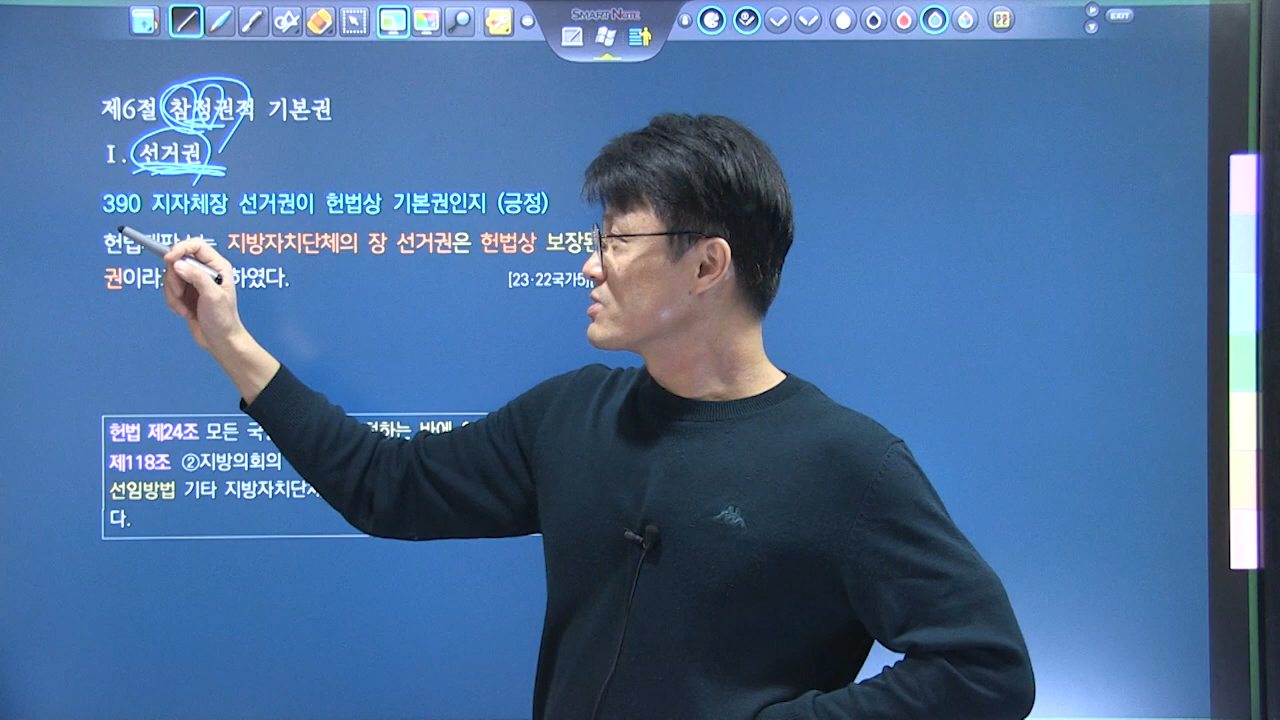 SMART NOTE
EXIT
제6절 참정권적 기본권
Ⅰ. 선거권
390 지자체장 선거권이 헌법상 기본권인지 (긍정)
헌법재판소는 지방자치단체의 장 선거권은 헌법상 보장된
권이라 하였다. [23·22국가5]
헌법 제24조 모든 국 정하는 바에
제118조 ②지방의회의
선임방법 기타 지방자치단체
다.